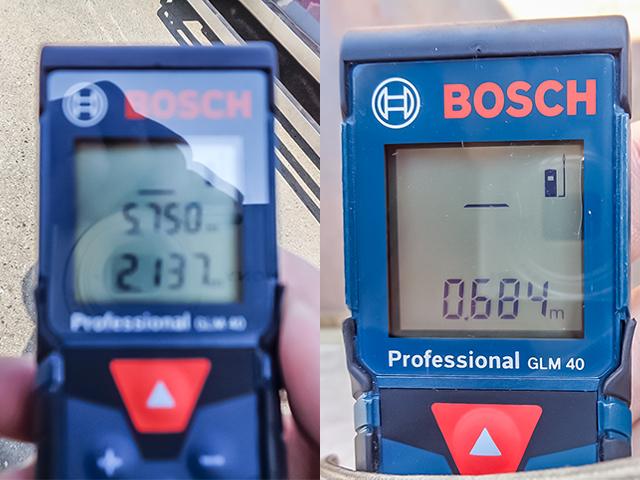 BOSCH
5.750 m
2.137 m
Professional GLM 40
+ -
BOSCH
0.684 m
Professional GLM 40